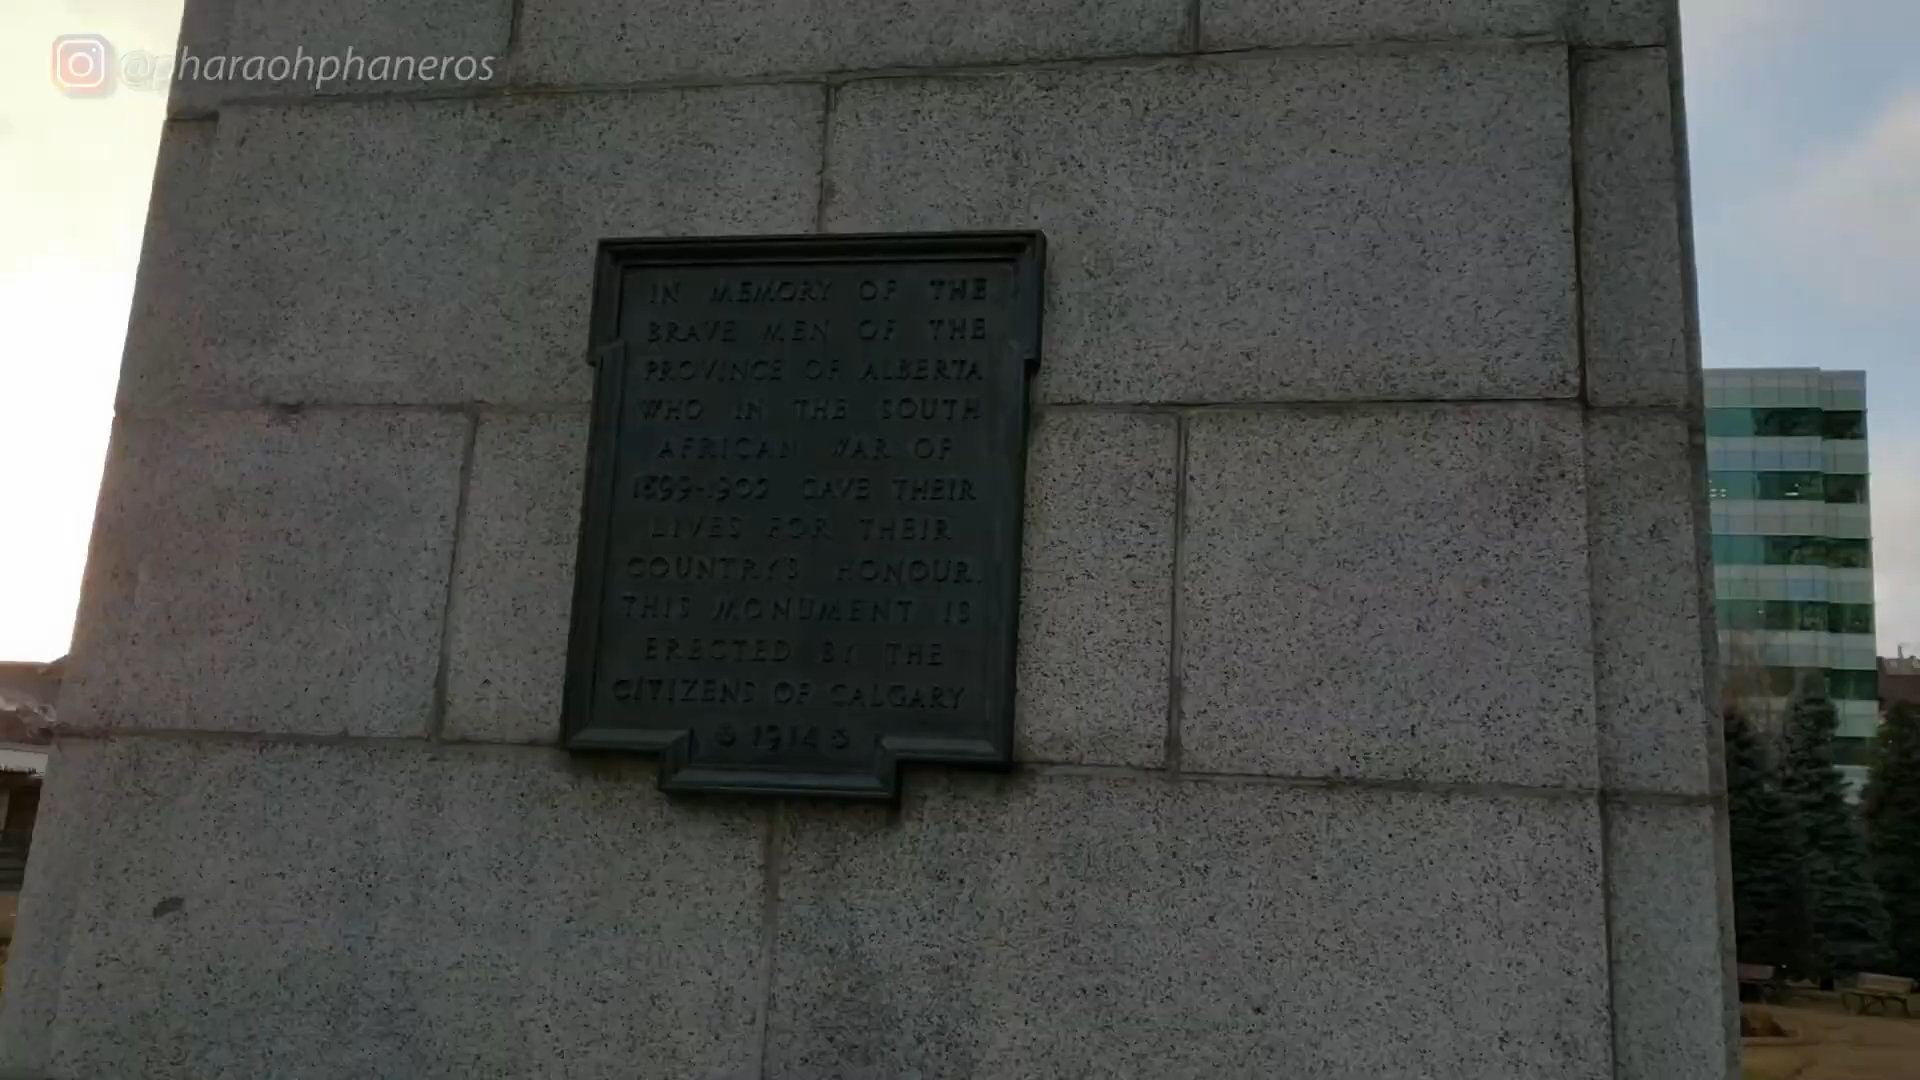 @pharaohphaneros
IN MEMORY OF THE
BRAVE MEN OF THE
PROVINCE OF ALBERTA
WHO IN THE SOUTH
AFRICAN WAR OF
1899-1902 GAVE THEIR
LIVES FOR THEIR
COUNTRY'S HONOUR.
THIS MONUMENT IS
ERECTED BY THE
CITIZENS OF CALGARY
1914